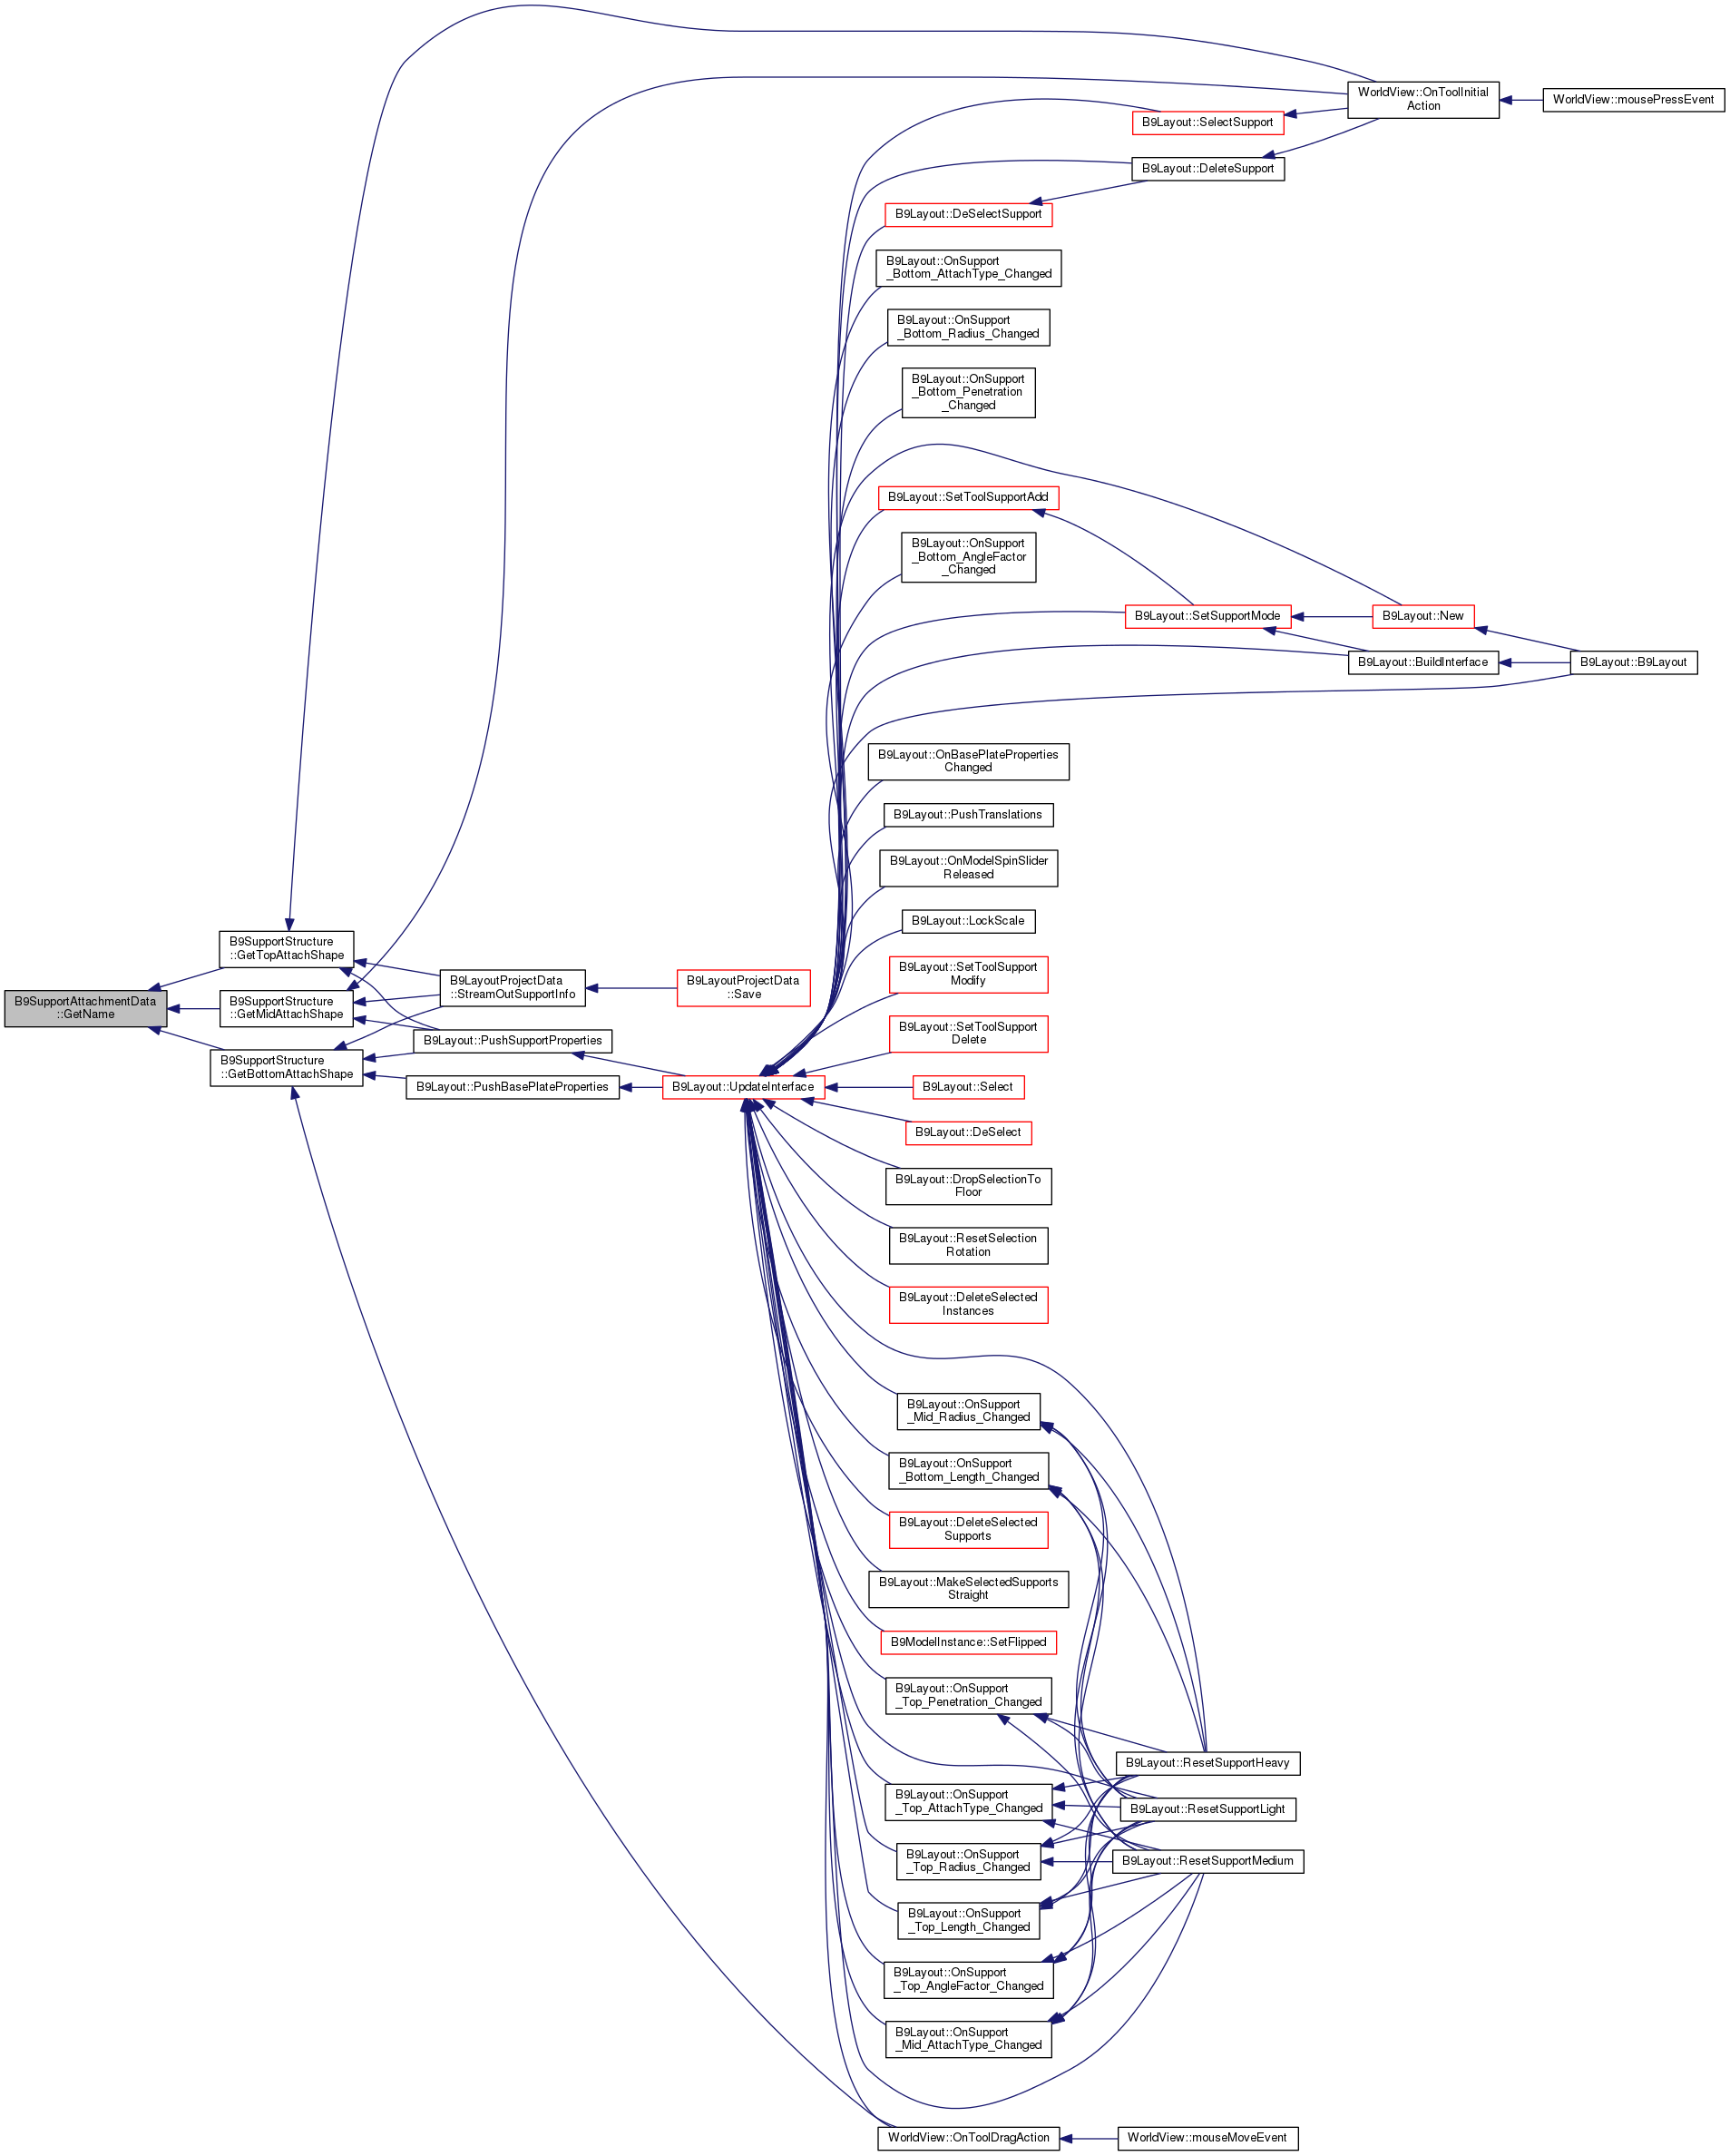 WorldView::OnToolInitial
Action
WorldView::mousePressEvent
B9Layout::SelectSupport
B9Layout::DeleteSupport
B9Layout::DeSelectSupport
B9Layout::OnSupport
_Bottom_AttachType_Changed
B9Layout::OnSupport
_Bottom_Radius_Changed
B9Layout::OnSupport
_Bottom_Penetration
_Changed
B9Layout::SetToolSupportAdd
B9Layout::OnSupport
_Bottom_AngleFactor
_Changed
B9Layout::SetSupportMode
B9Layout::New
B9Layout::BuildInterface
B9Layout::B9Layout
B9Layout::OnBasePlateProperties
Changed
B9Layout::PushTranslations
B9Layout::OnModelSpinSlider
Released
B9Layout::LockScale
B9SupportStructure
::GetTopAttachShape
B9LayoutProjectData
::StreamOutSupportInfo
B9LayoutProjectData
::Save
B9Layout::SetToolSupport
Modify
B9SupportAttachmentData
::GetName
B9SupportStructure
::GetMidAttachShape
B9Layout::PushSupportProperties
B9Layout::SetToolSupport
Delete
B9SupportStructure
::GetBottomAttachShape
B9Layout::PushBasePlateProperties
B9Layout::UpdateInterface
B9Layout::Select
B9Layout::DeSelect
B9Layout::DropSelectionTo
Floor
B9Layout::ResetSelection
Rotation
B9Layout::DeleteSelected
Instances
B9Layout::OnSupport
_Mid_Radius_Changed
B9Layout::OnSupport
_Bottom_Length_Changed
B9Layout::DeleteSelected
Supports
B9Layout::MakeSelectedSupports
Straight
B9ModelInstance::SetFlipped
B9Layout::OnSupport
_Top_Penetration_Changed
B9Layout::ResetSupportHeavy
B9Layout::OnSupport
_Top_AttachType_Changed
B9Layout::ResetSupportLight
B9Layout::OnSupport
_Top_Radius_Changed
B9Layout::ResetSupportMedium
B9Layout::OnSupport
_Top_Length_Changed
B9Layout::OnSupport
_Top_AngleFactor_Changed
B9Layout::OnSupport
_Mid_AttachType_Changed
WorldView::OnToolDragAction
WorldView::mouseMoveEvent